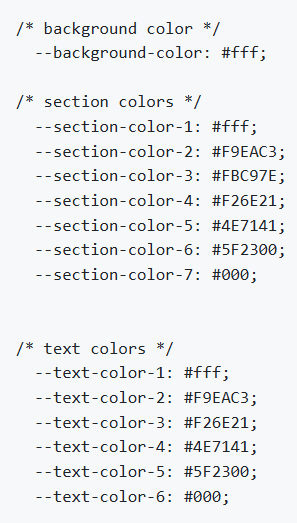 /* background color */
--background-color: #fff;
/* section colors */
--section-color-1: #fff;
--section-color-2: #F9EAC3;
--section-color-3: #FBC97E;
--section-color-4: #F26E21;
--section-color-5: #4E7141;
--section-color-6: #5F2300;
--section-color-7: #000;
/* text colors */
--text-color-1: #fff;
--text-color-2: #F9EAC3;
--text-color-3: #F26E21;
--text-color-4: #4E7141;
--text-color-5: #5F2300;
--text-color-6: #000;